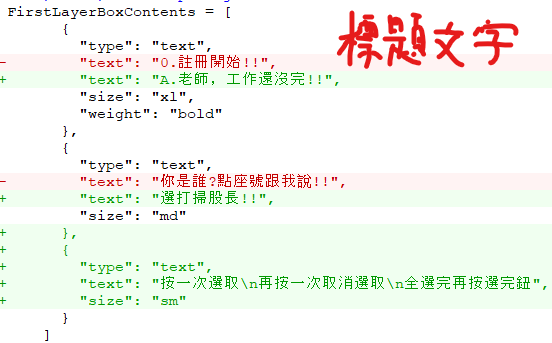 FirstLayerBoxContents = [
標題文字
{
"type": "text",
- "text": "0.註冊開始!!",
+ "text": "A.老師，工作還沒完!!",
"size": "xl",
"weight": "bold"
},
{
"type": "text",
- "text": "你是誰?點座號跟我說!!",
+ "text": "選打掃股長!!",
"size": "md"
+ },
+ {
+ "type": "text",
+ "text": "按一次選取\n再按一次取消選取\n全選完再按選完鈕",
+ "size": "sm"
}
]